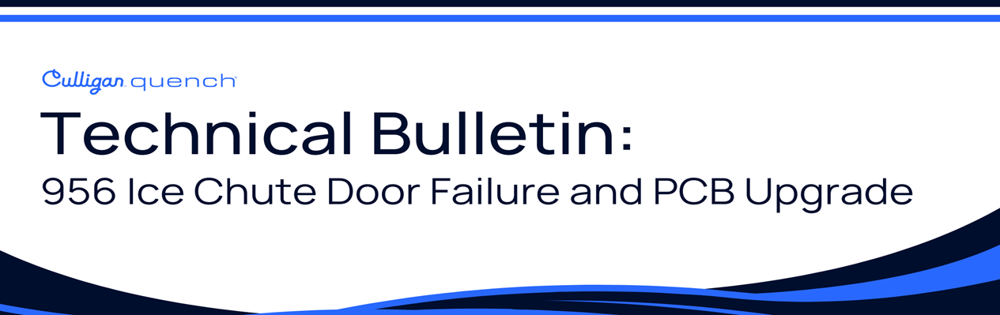 Culligan quench
Technical Bulletin:
956 Ice Chute Door Failure and PCB Upgrade